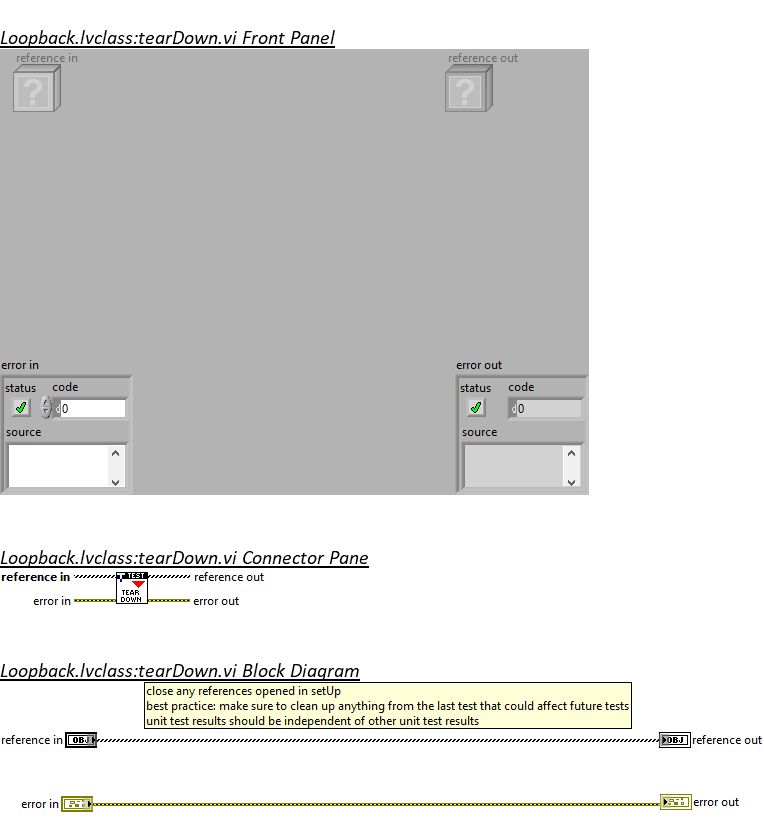 Loopback.lvclass:tearDown.vi Front Panel
reference in
reference out
?
?
error in
error out
status code
status code
d0
d0
source
source
Loopback.lvclass:tearDown.vi Connector Pane
reference in
TEST
reference out
TEAR
DOWN
error in
error out
Loopback.lvclass:tearDown.vi Block Diagram
close any references opened in setUp
best practice: make sure to clean up anything from the last test that could affect future tests
unit test results should be independent of other unit test results
reference in
OBJ
OBJ
reference out
error in
error out